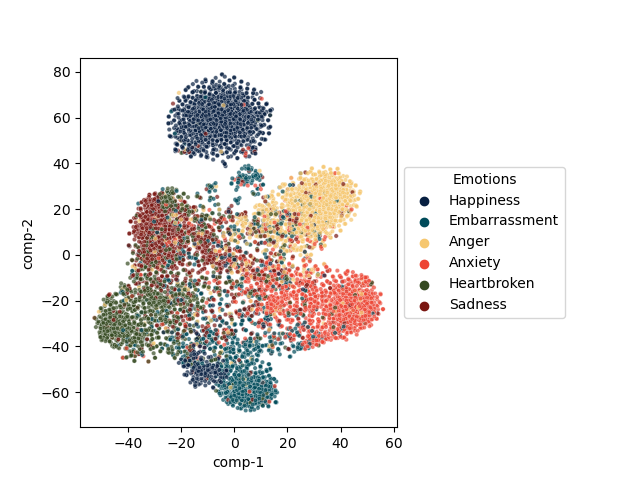 80
60
40
20
0
−20
−40
−60
comp-2
−40
−20
0
20
40
60
comp-1
Emotions
Happiness
Embarrassment
Anger
Anxiety
Heartbroken
Sadness